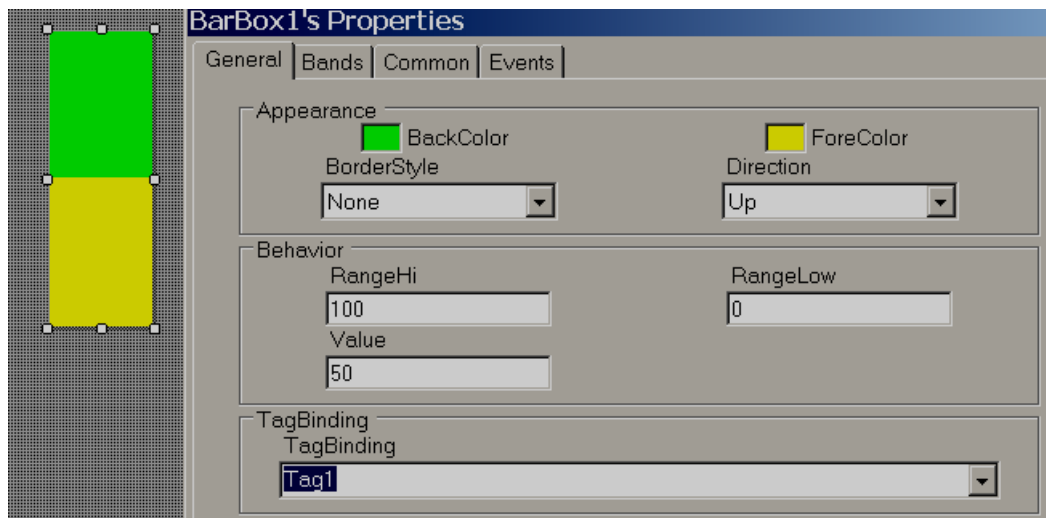 BarBox1's Properties
General Bands Common Events
Appearance
BackColor ForeColor
BorderStyle Direction
None Up
Behavior
RangeHi RangeLow
100 0
Value
50
TagBinding
TagBinding
Tag1